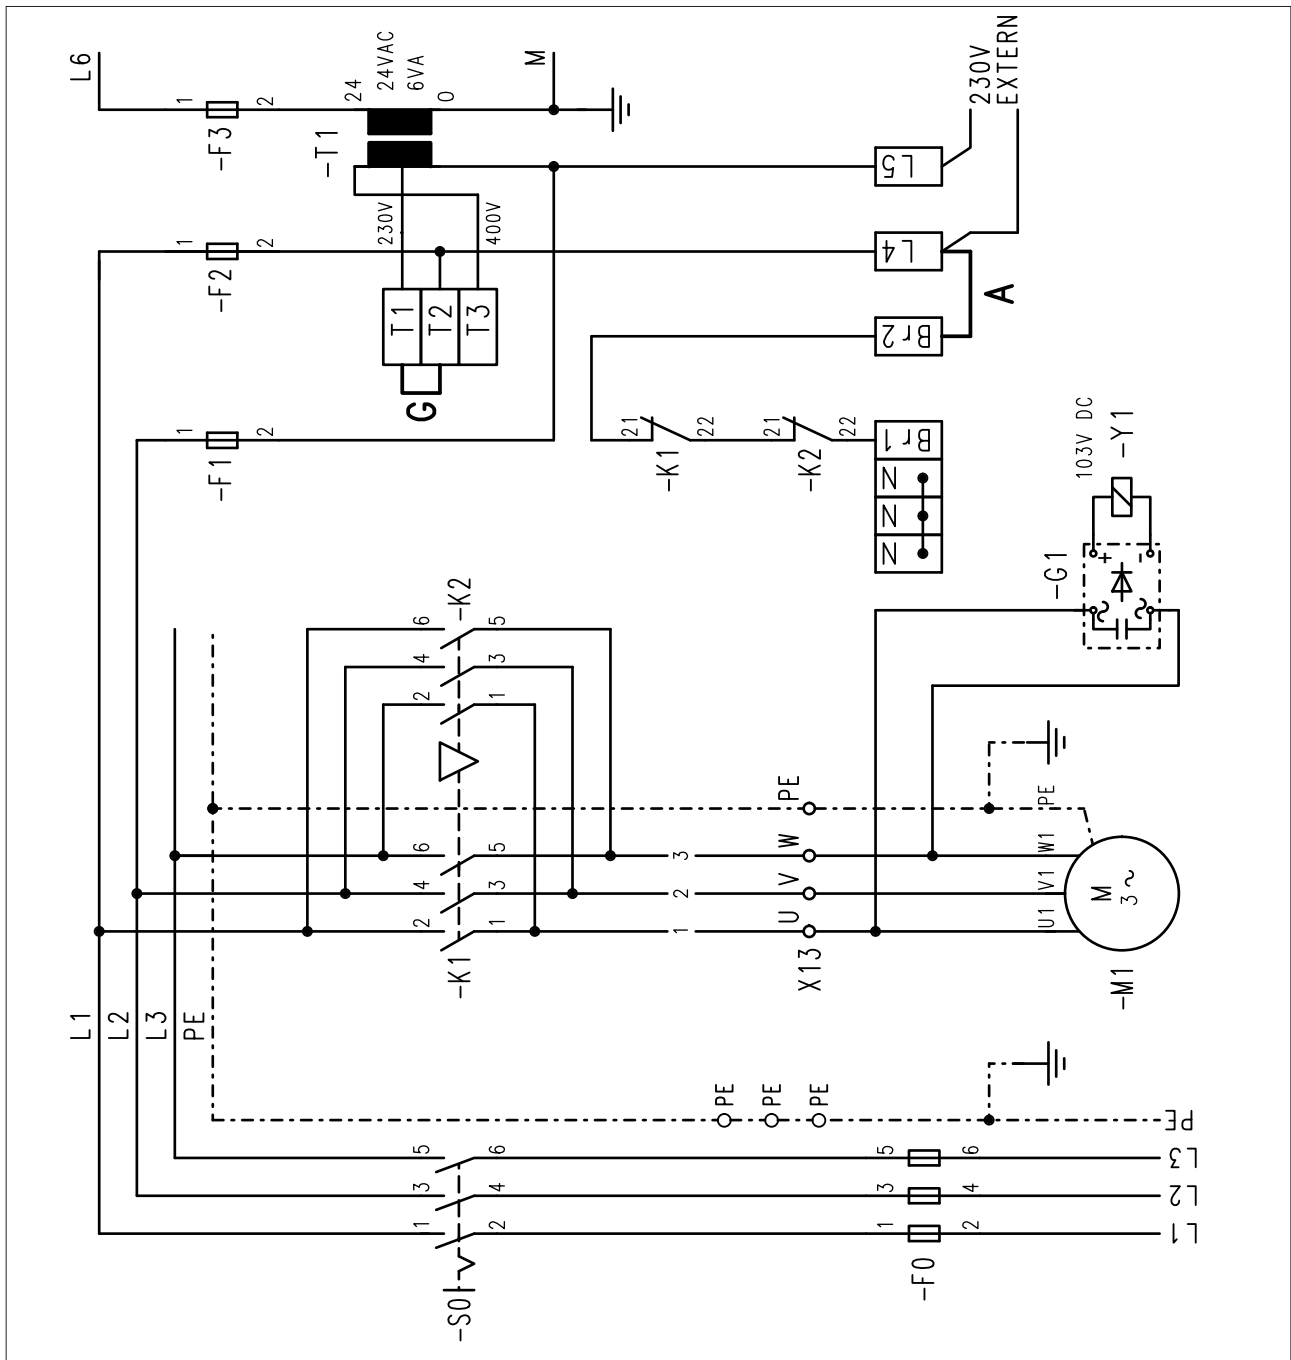 L6
1
2
-F3
24
24VAC
6VA
0
-T1
M
230V
EXTERN
L5
1
2
-F2
230V
400V
L4
T1
T2
T3
G
A
Br2
1
2
-F1
21
22
-K1
21
22
-K2
Br1
N
N
N
103V DC
-Y1
-G1
+
-
-K2
6
5
4
3
2
1
PE
PE
6
5
3
W
W1
4
3
2
V
V1
2
1
1
U
U1
-K1
X13
M
3~
-M1
L1
L2
L3
PE
PE
PE
PE
PE
5
6
5
6
L3
3
4
3
4
L2
1
2
1
2
L1
-S0
-F0